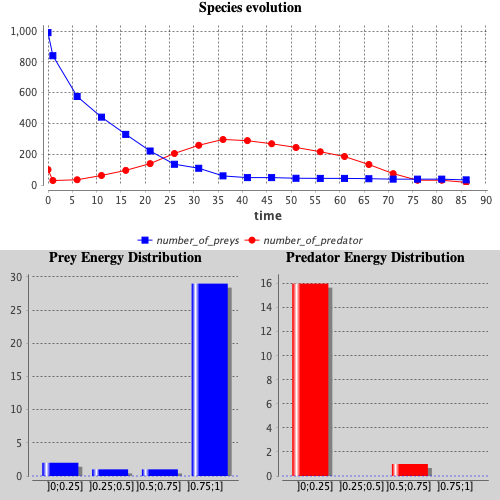 Species evolution
1,000
800
600
400
200
0
0 5 10 15 20 25 30 35 40 45 50 55 60 65 70 75 80 85 90
time
number_of_preys number_of_predator
Prey Energy Distribution
30
25
20
15
10
5
0
]0;0.25] ]0.25;0.5] ]0.5;0.75] ]0.75;1]
Predator Energy Distribution
16
14
12
10
8
6
4
2
0
]0;0.25] ]0.25;0.5] ]0.5;0.75] ]0.75;1]